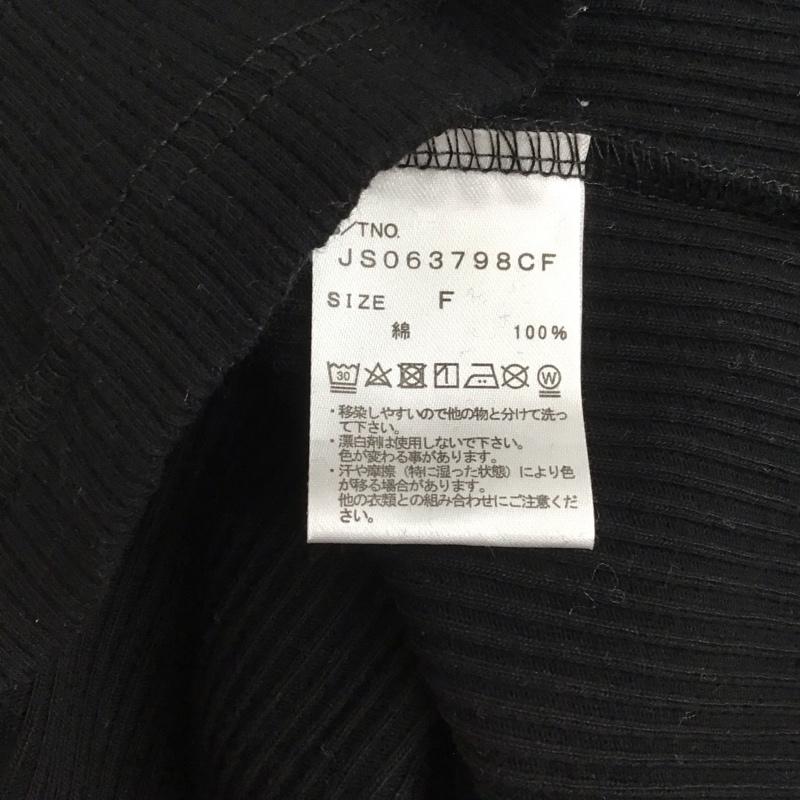 S/TNO.
JS063798CF
SIZE F
綿 100%
30 W
・移染しやすいので他の物と分けて洗っ
て下さい。
・漂白剤は使用しないで下さい。
色が変わる事があります。
・汗や摩擦（特に湿った状態）により色
が移る場合があります。
他の衣類との組み合わせにご注意くだ
さい。